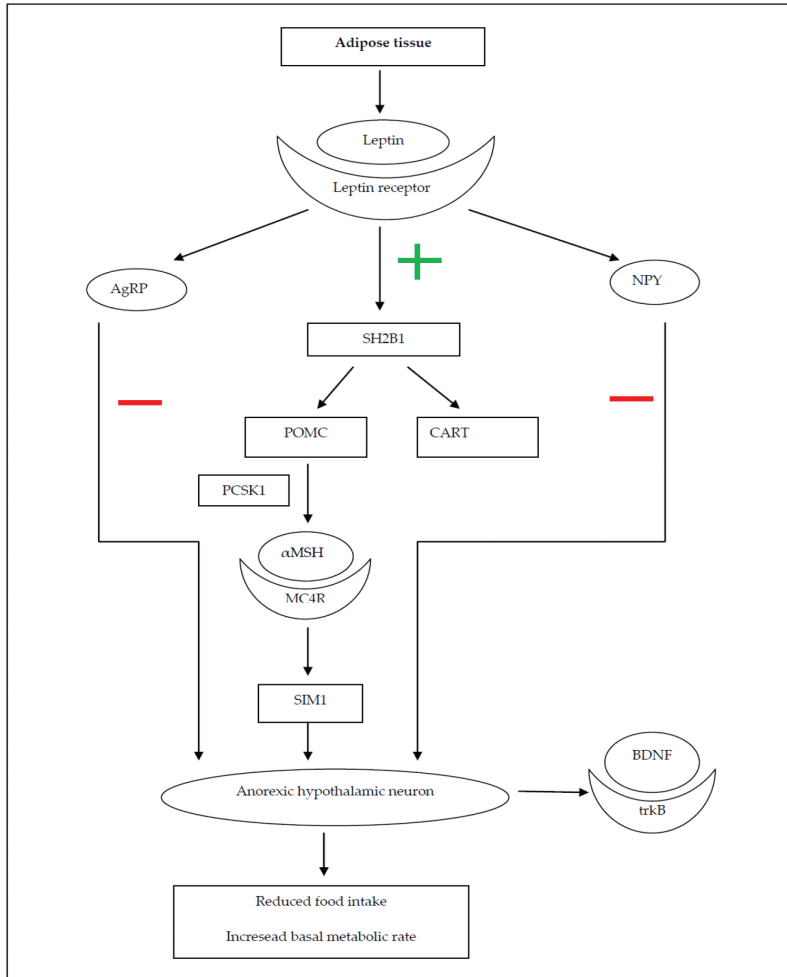 Adipose tissue
Leptin
Leptin receptor
AgRP
NPY
SH2B1
POMC
CART
PCSK1
αMSH
MC4R
SIM1
BDNF
trkB
Anorexic hypothalamic neuron
Reduced food intake
Incresead basal metabolic rate